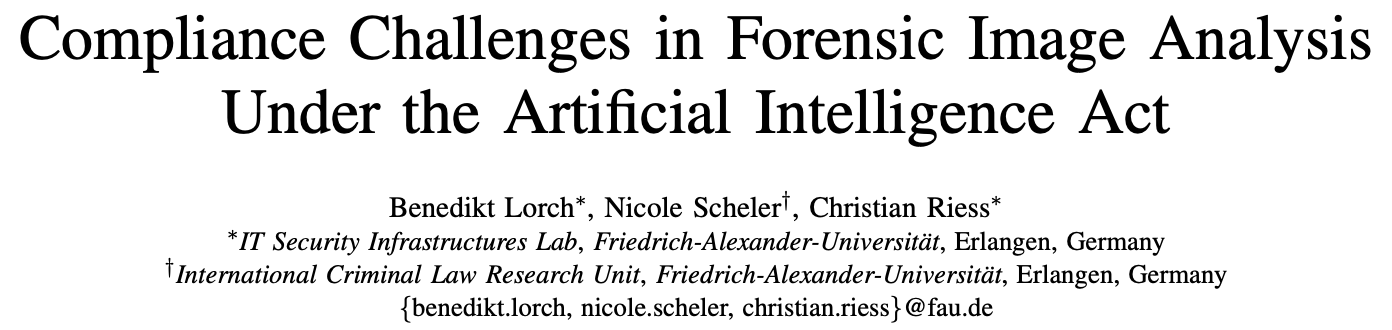 Compliance Challenges in Forensic Image Analysis
Under the Artificial Intelligence Act
Benedikt Lorch*, Nicole Scheler†, Christian Riess*
*IT Security Infrastructures Lab, Friedrich-Alexander-Universität, Erlangen, Germany
†International Criminal Law Research Unit, Friedrich-Alexander-Universität, Erlangen, Germany
{benedikt.lorch, nicole.scheler, christian.riess}@fau.de